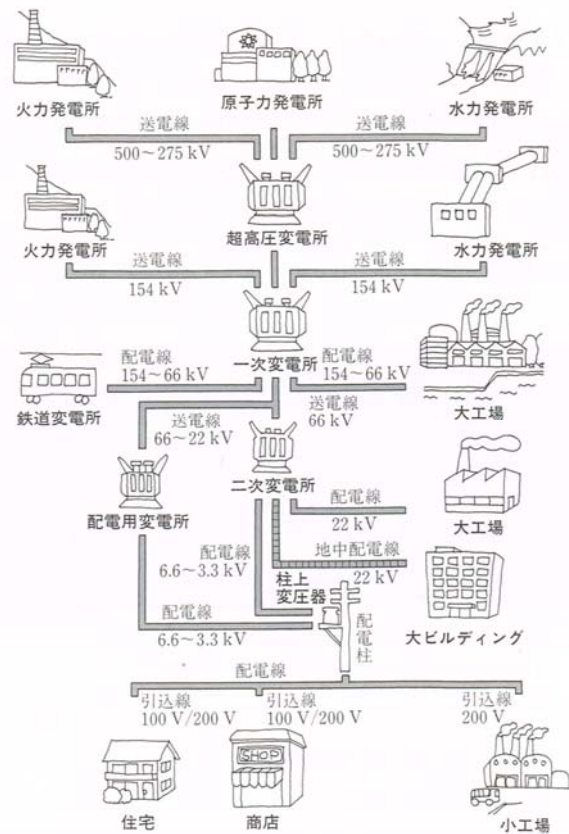 火力発電所
原子力発電所
水力発電所
送電線
500～275 kV
送電線
500～275 kV
火力発電所
超高圧変電所
水力発電所
送電線
154 kV
送電線
154 kV
一次変電所
配電線
154～66 kV
配電線
154～66 kV
鉄道変電所
大工場
送電線
66～22 kV
送電線
66 kV
配電用変電所
二次変電所
配電線
22 kV
大工場
配電線
6.6～3.3 kV
地中配電線
22 kV
柱上
変圧器
大ビルディング
配電線
6.6～3.3 kV
配電柱
配電線
引込線
100 V/200 V
引込線
100 V/200 V
引込線
200 V
SHOP
住宅
商店
小工場